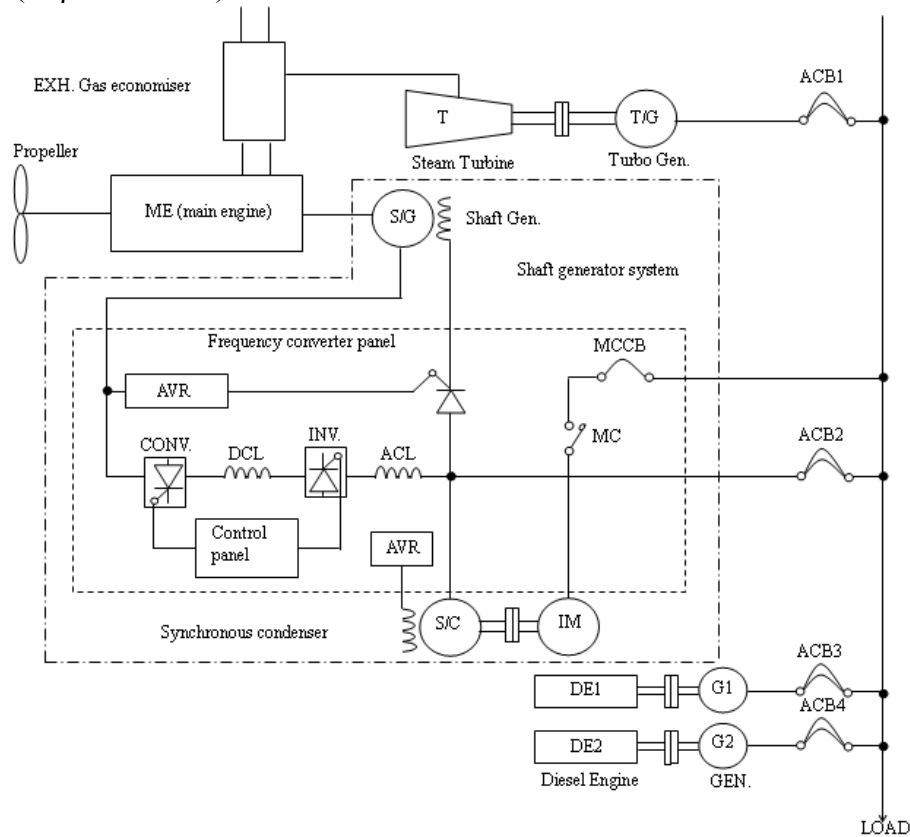 EXH. Gas economiser
ACB1
T
T/G
Steam Turbine
Turbo Gen.
Propeller
ME (main engine)
S/G
Shaft Gen.
Shaft generator system
Frequency converter panel
MCCB
AVR
MC
CONV.
DCL
INV.
ACL
ACB2
Control
panel
AVR
Synchronous condenser
S/C
IM
ACB3
DE1
G1
ACB4
DE2
G2
Diesel Engine
GEN.
LOAD